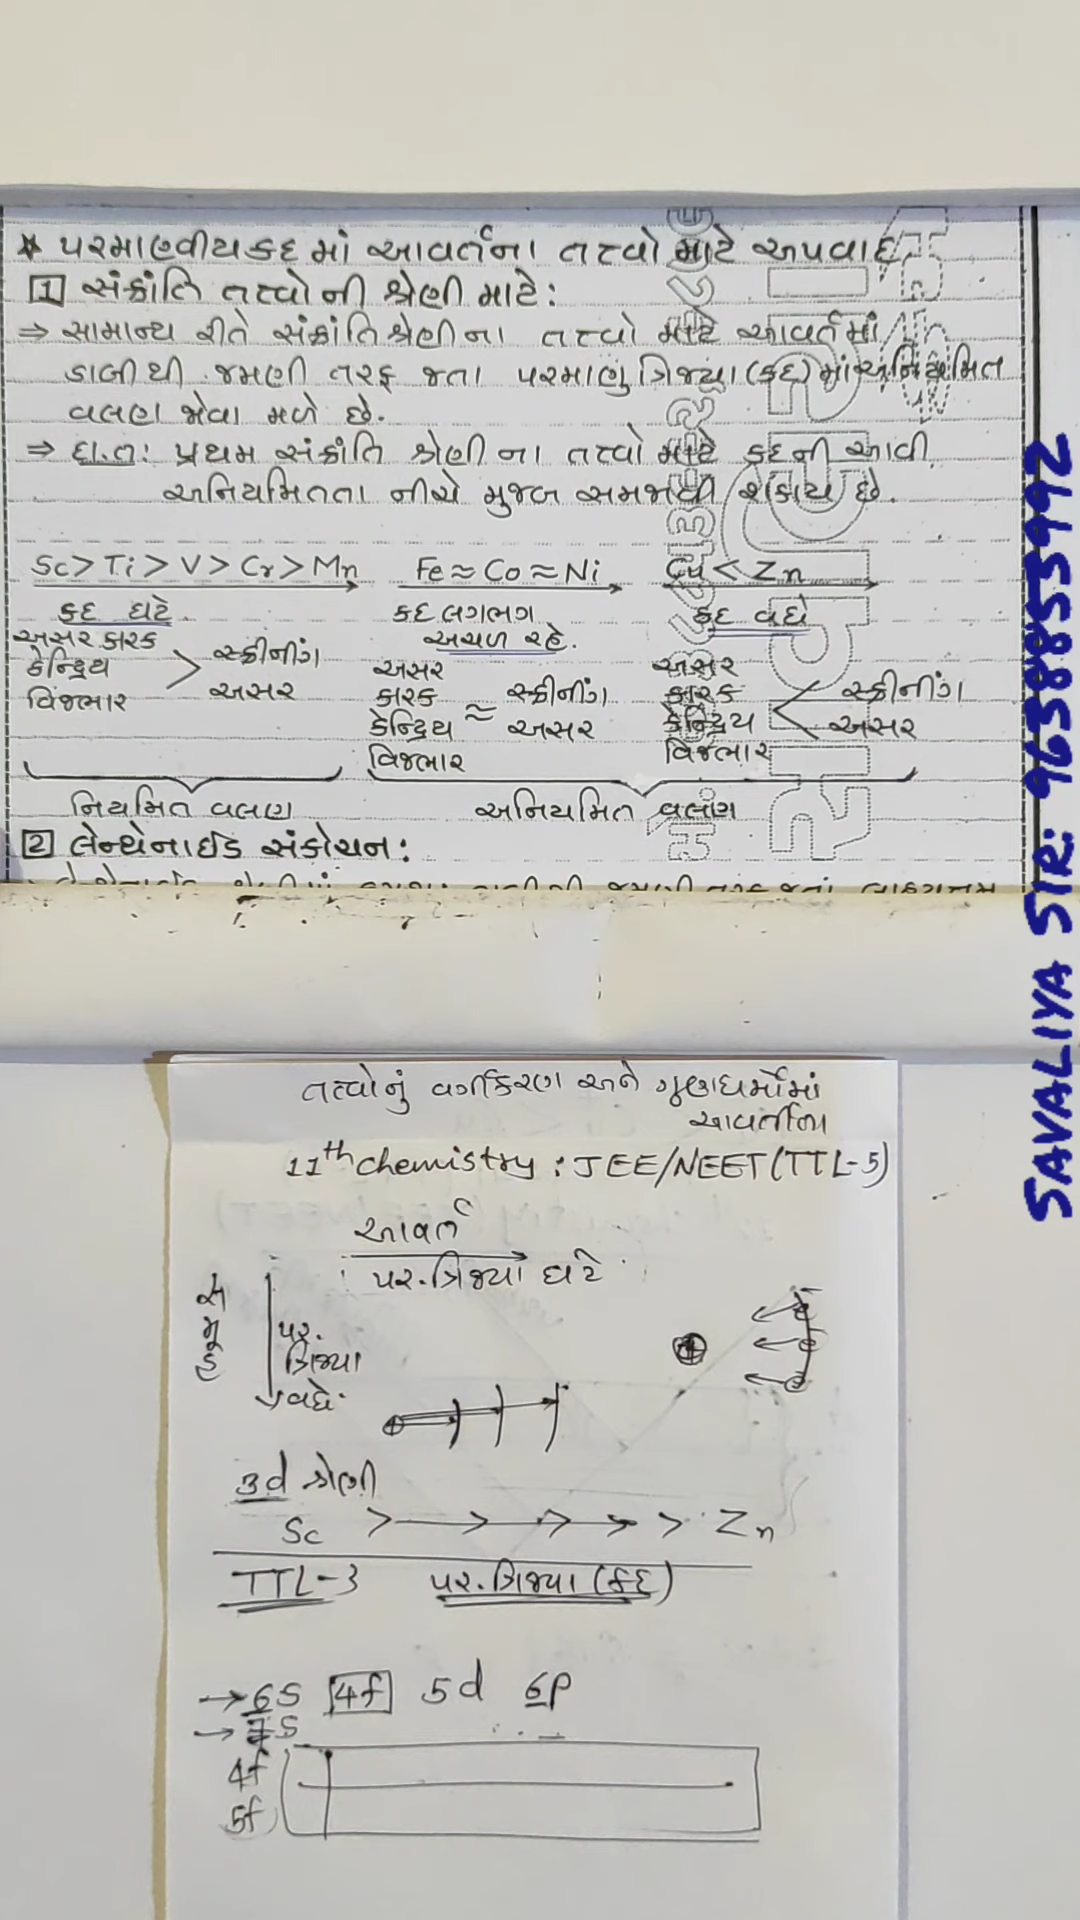 * પરમાણ્વીય કદ માં આવર્તના તત્વો માટે અપવાદ
1 સંક્રાંતિ તત્વોની શ્રેણી માટે:
⇒ સામાન્ય રીતે સંક્રાંતિ શ્રેણીના તત્વો માટે આવર્તમાં
ડાબીથી જમણી તરફ જતા પરમાણુ ત્રિજ્યા (કદ) માં અનિયમિત
વલણ જોવા મળે છે.
⇒ દા.ત: પ્રથમ સંક્રાંતિ શ્રેણી ના તત્વો માટે કદની આવી
અનિયમિતતા નીચે મુજબ સમજાવી શકાય છે.
Sc > Ti > V > Cr > Mn Fe ≈ Co ≈ Ni Cu < Zn
કદ ઘટે. કદ લગભગ અચળ રહે. કદ વધે
અસરકારક કેન્દ્રિય વિજભાર > સ્ક્રીનીંગ અસર
અસર કારક કેન્દ્રિય વિજભાર ≈ સ્ક્રીનીંગ અસર
અસર કારક કેન્દ્રિય વિજભાર < સ્ક્રીનીંગ અસર
નિયમિત વલણ અનિયમિત વલણ
2 લેન્થેનાઈડ સંકોચન:
SAVALIYA SIR: 9638855992
તત્વોનું વર્ગીકરણ અને ગુણધર્મોમાં
આવર્તીતા
11th chemistry: JEE/NEET (TTL-5)
આવર્ત
પર. ત્રિજ્યા ઘટે
સમૂહ
પર.
ત્રિજ્યા
વધે.
3d શ્રેણી
Sc > > > > > Zn
TTL-3 પર. ત્રિજ્યા (કદ)
→ 6s 4f 5d 6p
→ 7s
4f
5f